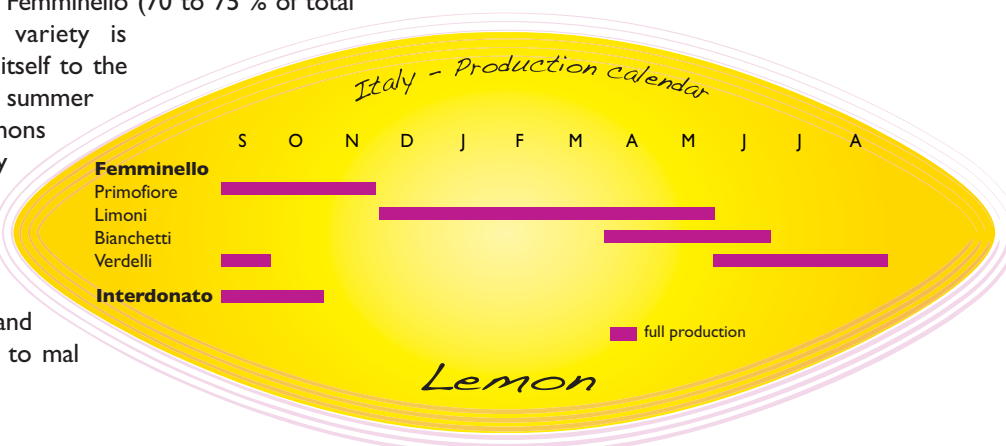 Femminello (70 to 75 % of total
variety is
itself to the
summer
mons
y
and
to mal
Italy - Production calendar
S O N D J F M A M J J A
Femminello
Primofiore
Limoni
Bianchetti
Verdelli
Interdonato
full production
Lemon